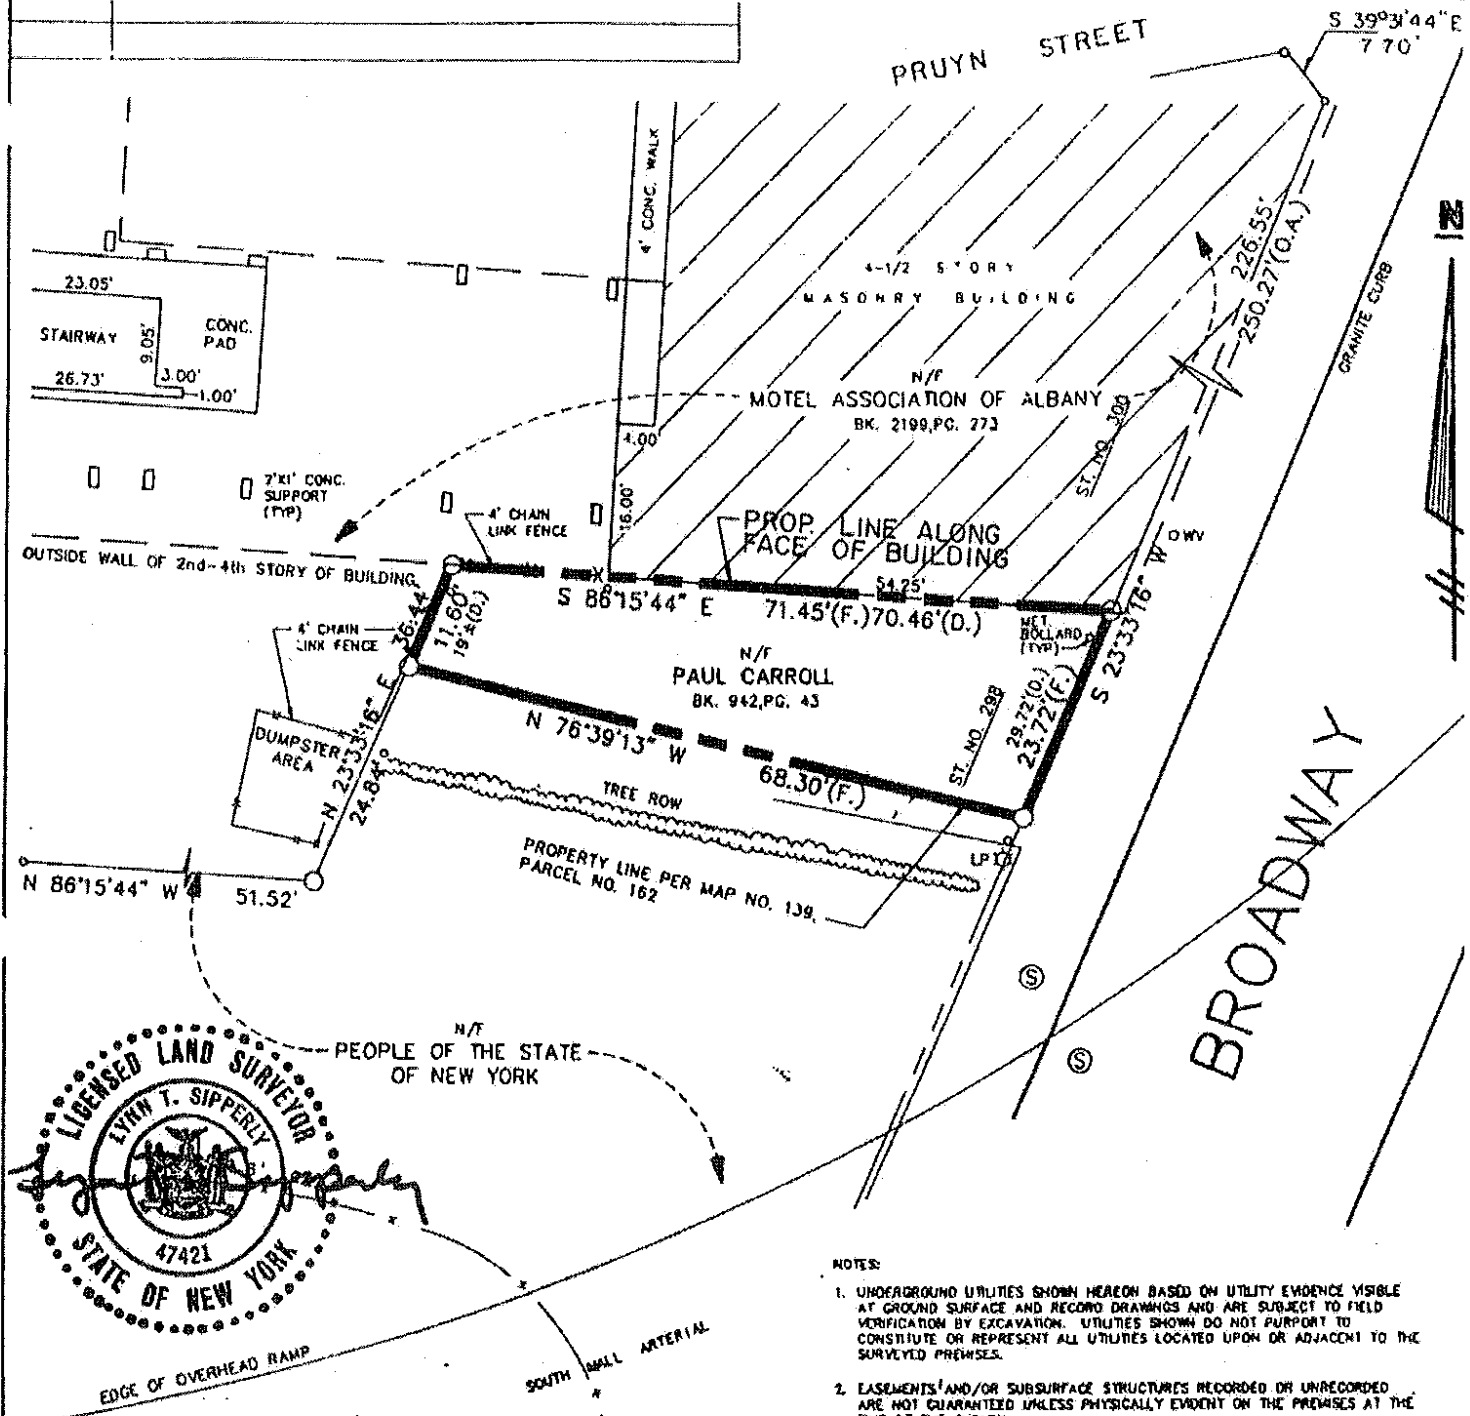 S 39°31'44" E
7.70'
PRUYN STREET
4' CONC. WALK
226.55'
250.27'(O.A.)
N
GRANITE CURB
4-1/2 STORY
MASONRY BUILDING
23.05'
STAIRWAY
9.05'
CONC.
PAD
26.73'
3.00'
1.00'
N/F
MOTEL ASSOCIATION OF ALBANY
BK. 2199,PG. 273
ST. NO. 300
4.00'
16.00'
2'X1' CONC.
SUPPORT
(TYP)
4' CHAIN
LINK FENCE
PROP. LINE ALONG
FACE OF BUILDING
WV
OUTSIDE WALL OF 2nd-4th STORY OF BUILDING
54.25'
S 86°15'44" E
71.45'(F.)70.46'(D.)
36.44'
11.60'
19'±(D.)
4' CHAIN
LINK FENCE
MET.
BOLLARD
(TYP)
S 23°33'16" W
N/F
PAUL CARROLL
BK. 942,PG. 43
N 76°39'13" W
68.30'(F.)
ST. NO. 298
29.72'(D.)
23.72'(F.)
DUMPSTER
AREA
N 23°33'16" E
24.84'
TREE ROW
PROPERTY LINE PER MAP NO. 139,
PARCEL NO. 162
LP
BROADWAY
N 86°15'44" W
51.52'
S
S
N/F
PEOPLE OF THE STATE
OF NEW YORK
LICENSED LAND SURVEYOR
LYNN T. SIPPERLY
47421
STATE OF NEW YORK
EDGE OF OVERHEAD RAMP
SOUTH MALL ARTERIAL
NOTES:
1. UNDERGROUND UTILITIES SHOWN HEREON BASED ON UTILITY EVIDENCE VISIBLE
AT GROUND SURFACE AND RECORD DRAWINGS AND ARE SUBJECT TO FIELD
VERIFICATION BY EXCAVATION. UTILITIES SHOWN DO NOT PURPORT TO
CONSTITUTE OR REPRESENT ALL UTILITIES LOCATED UPON OR ADJACENT TO THE
SURVEYED PREMISES.
2. EASEMENTS AND/OR SUBSURFACE STRUCTURES RECORDED OR UNRECORDED
ARE NOT GUARANTEED UNLESS PHYSICALLY EVIDENT ON THE PREMISES AT THE